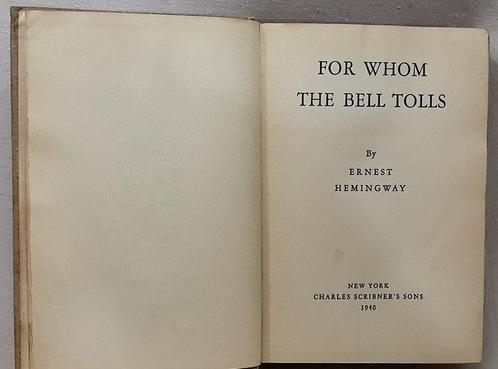 FOR WHOM
THE BELL TOLLS
By
ERNEST
HEMINGWAY
NEW YORK
CHARLES SCRIBNER'S SONS
1940